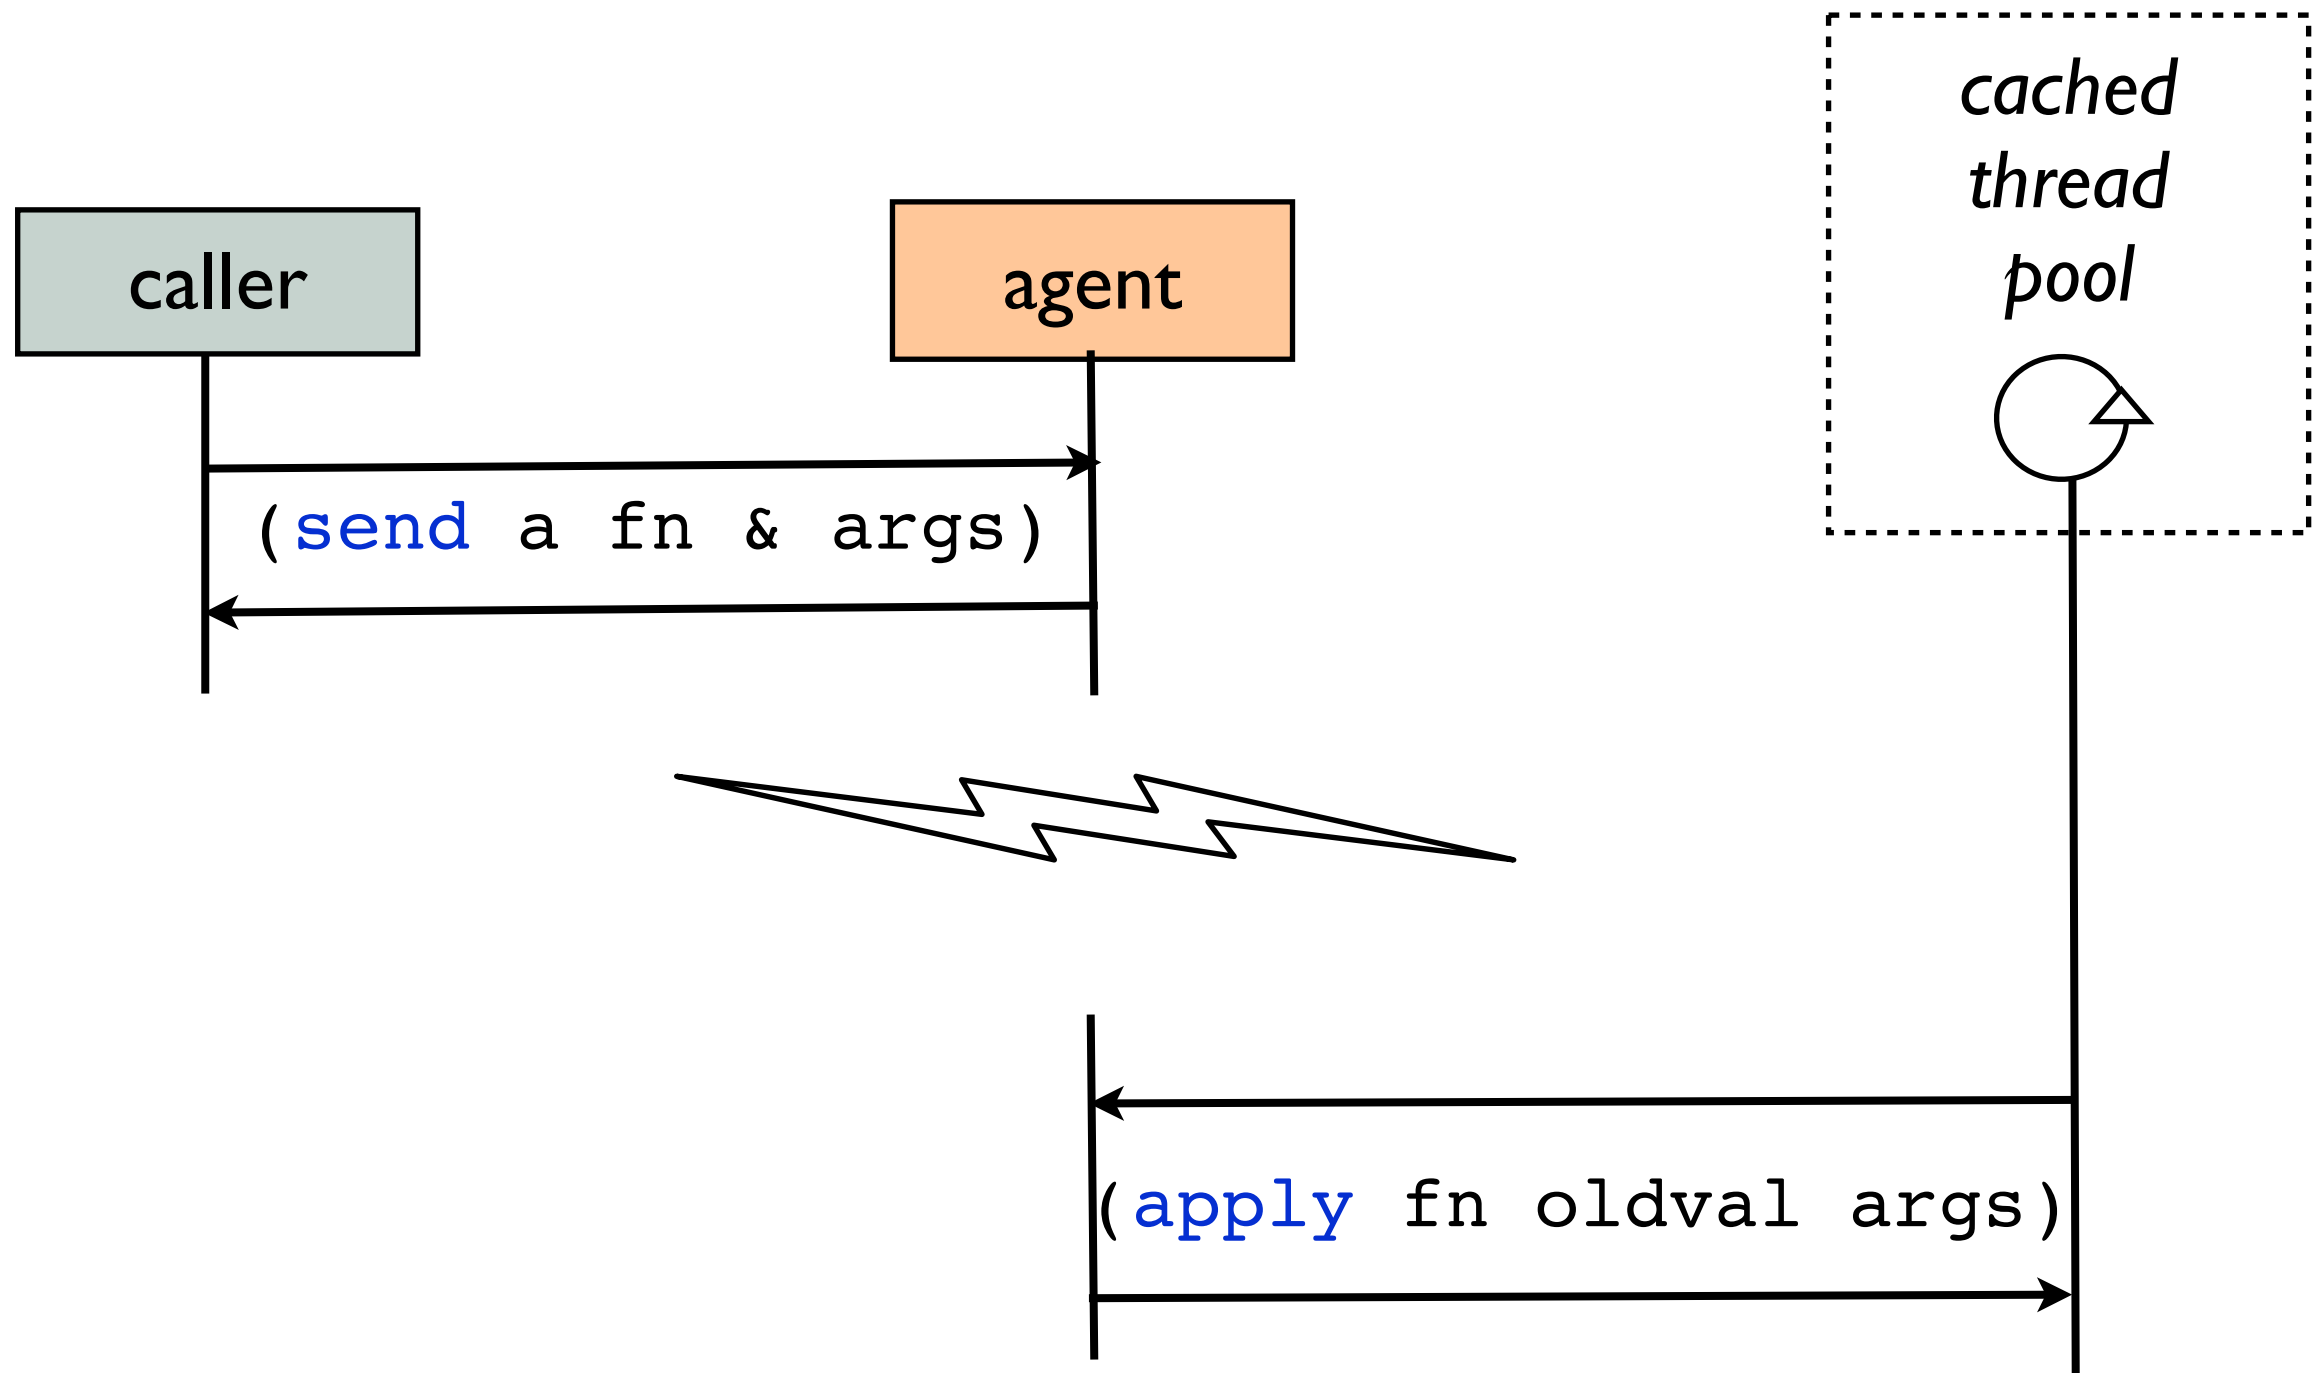 cached
thread
pool
caller
agent
(send a fn & args)
(apply fn oldval args)